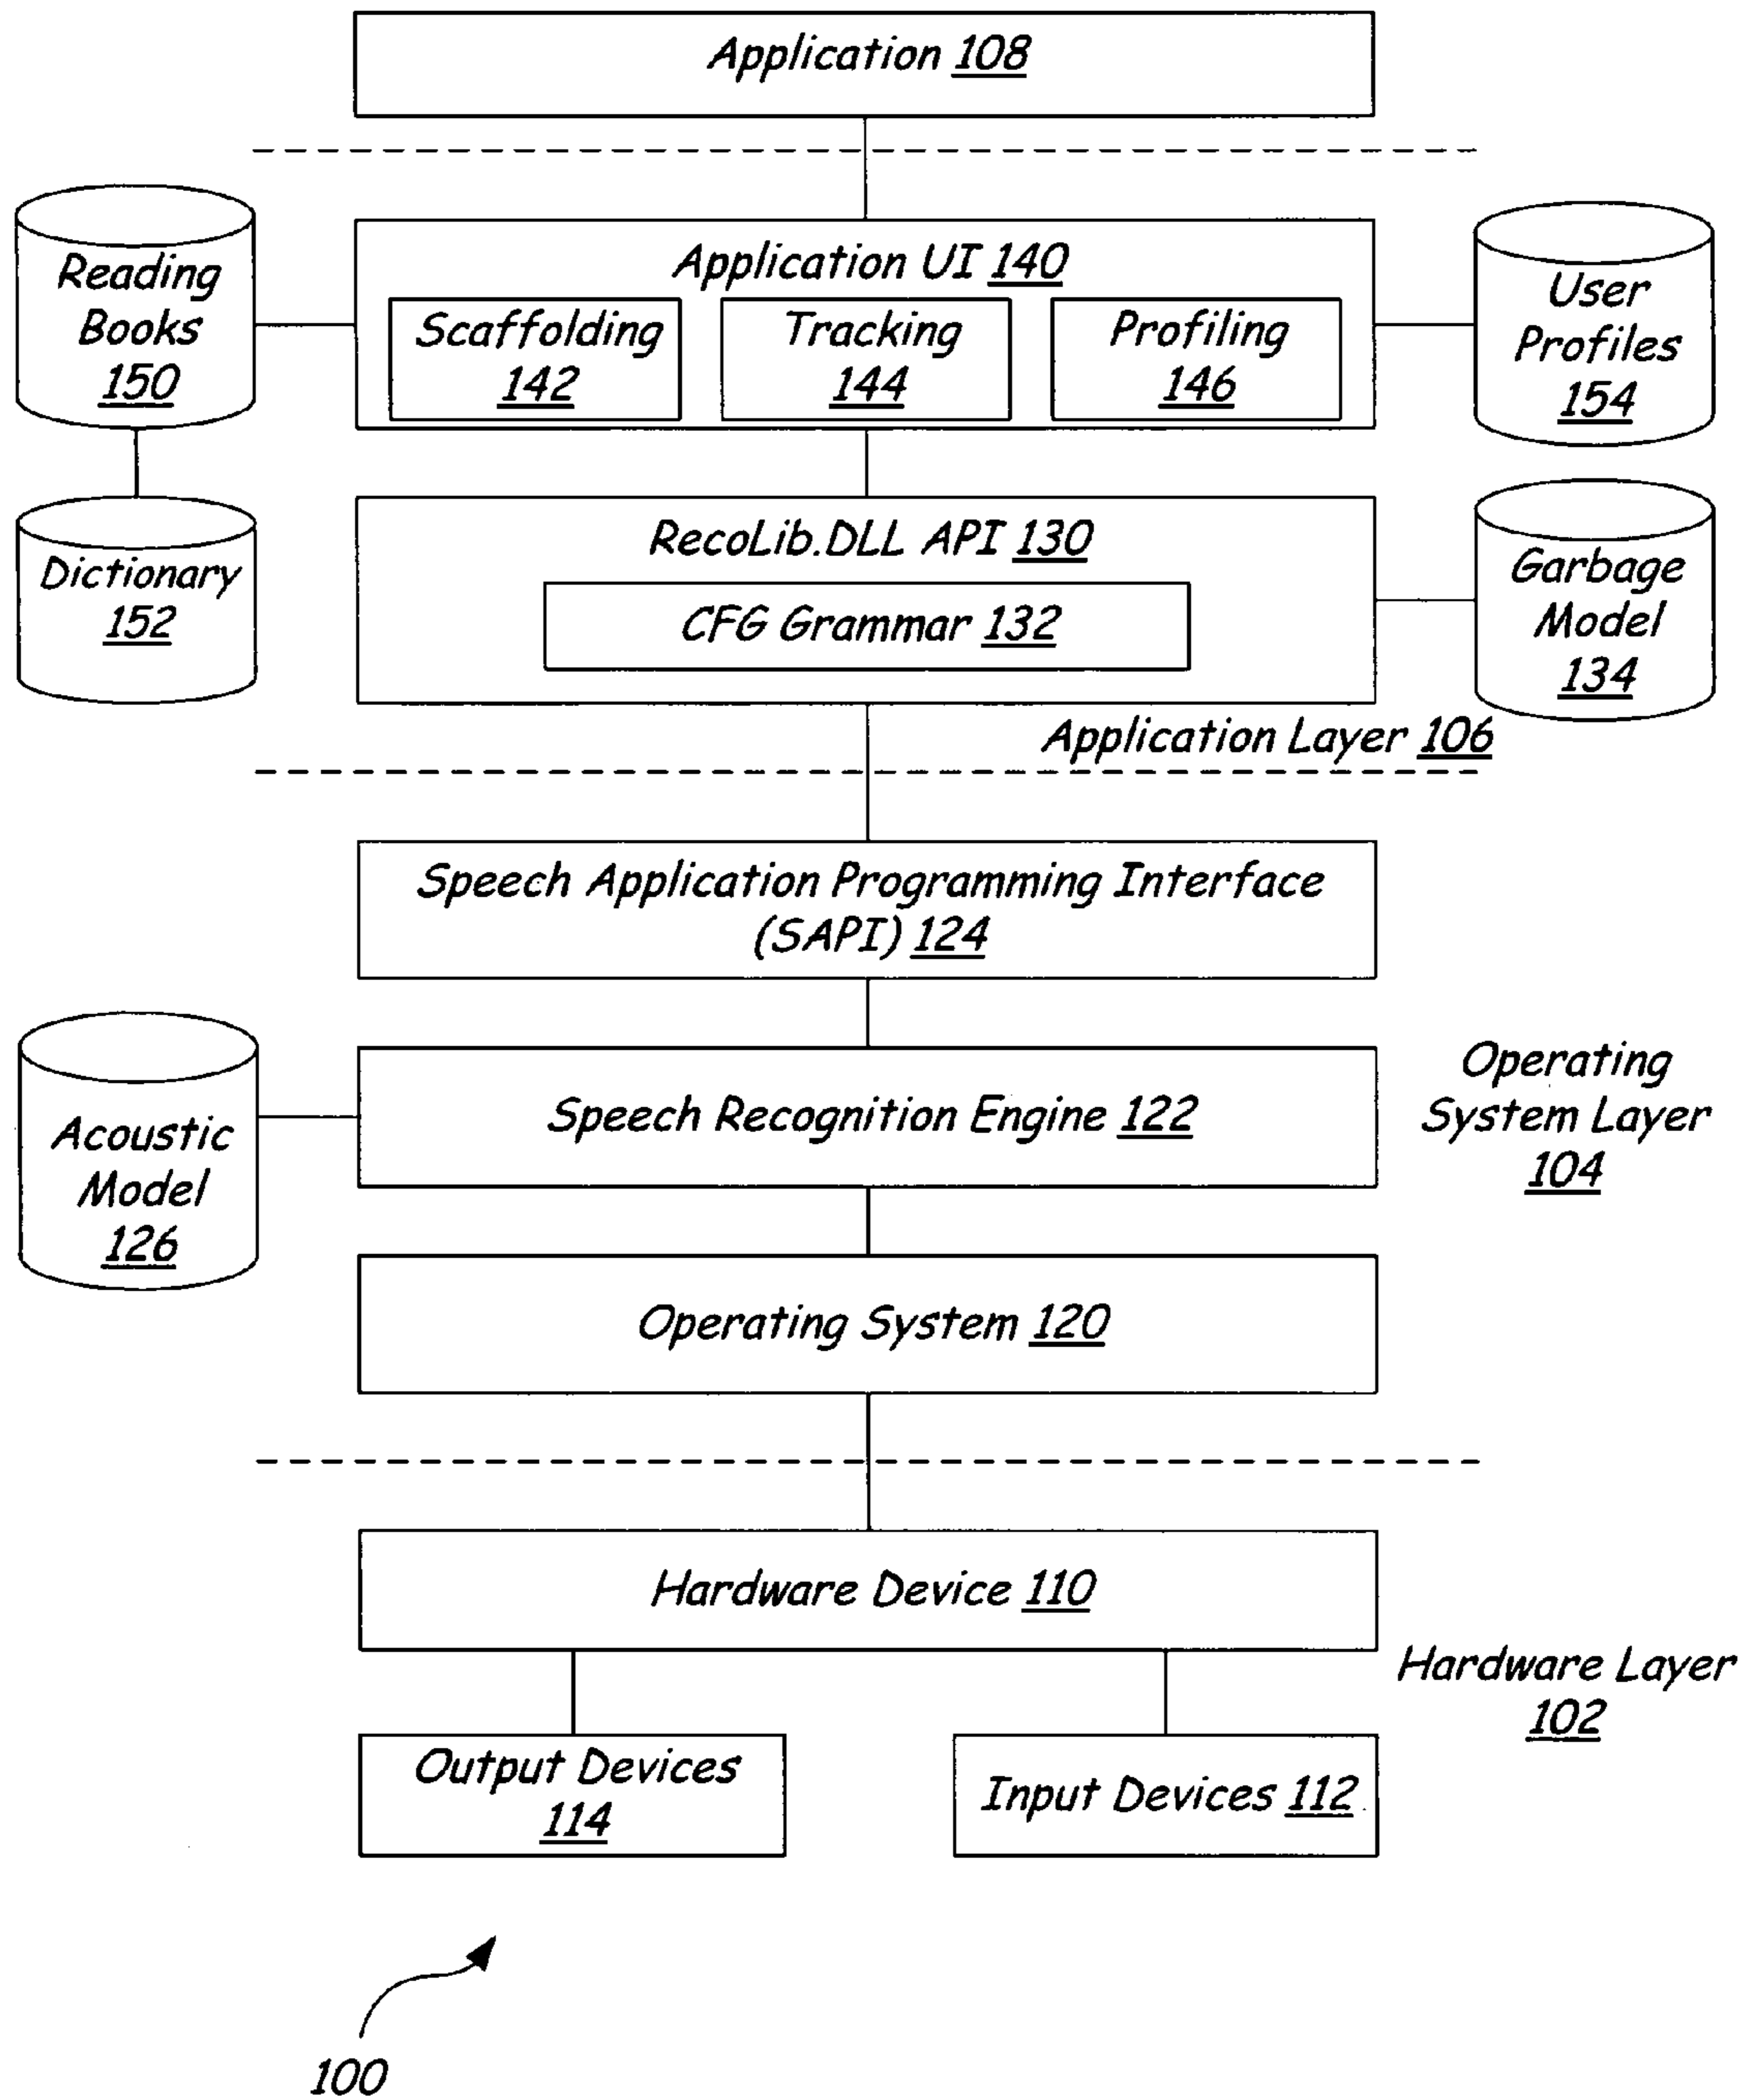 Application 108
Reading
Books
150
Application UI 140
Scaffolding
142
Tracking
144
Profiling
146
User
Profiles
154
Dictionary
152
RecoLib.DLL API 130
CFG Grammar 132
Garbage
Model
134
Application Layer 106
Speech Application Programming Interface
(SAPI) 124
Acoustic
Model
126
Speech Recognition Engine 122
Operating
System Layer
104
Operating System 120
Hardware Device 110
Hardware Layer
102
Output Devices
114
Input Devices 112
100